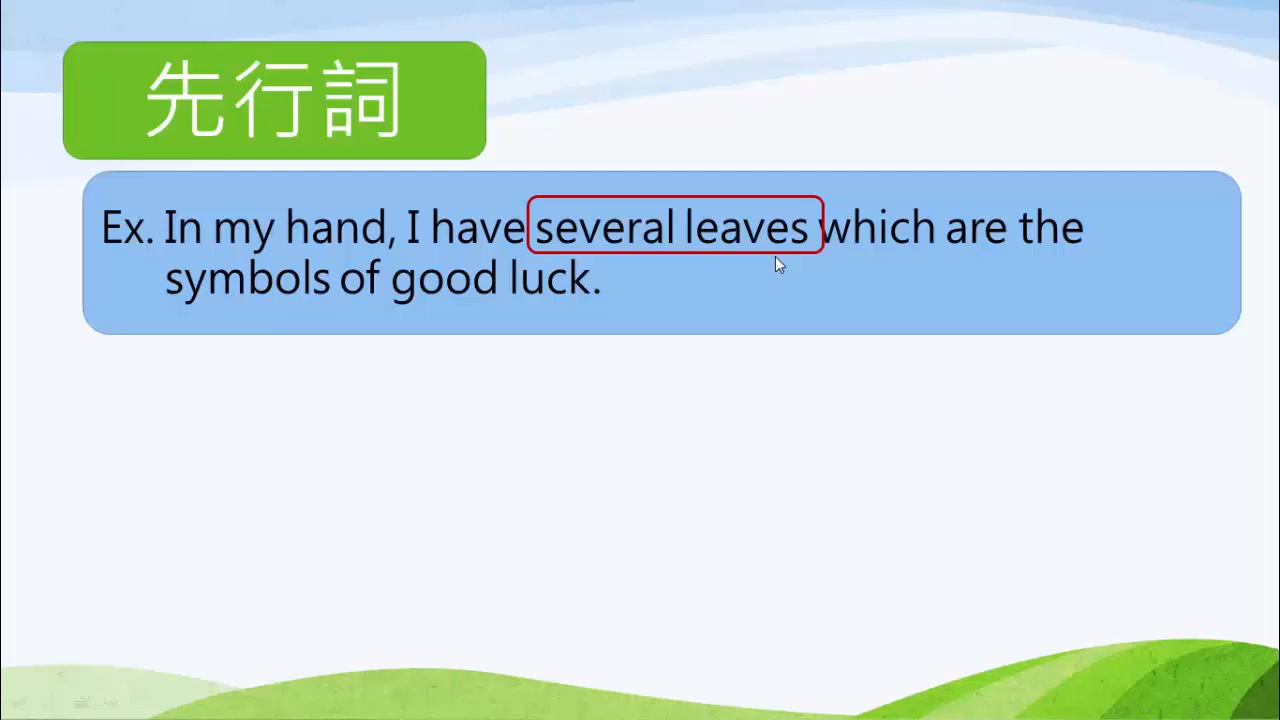 先行詞
Ex. In my hand, I have several leaves which are the
symbols of good luck.